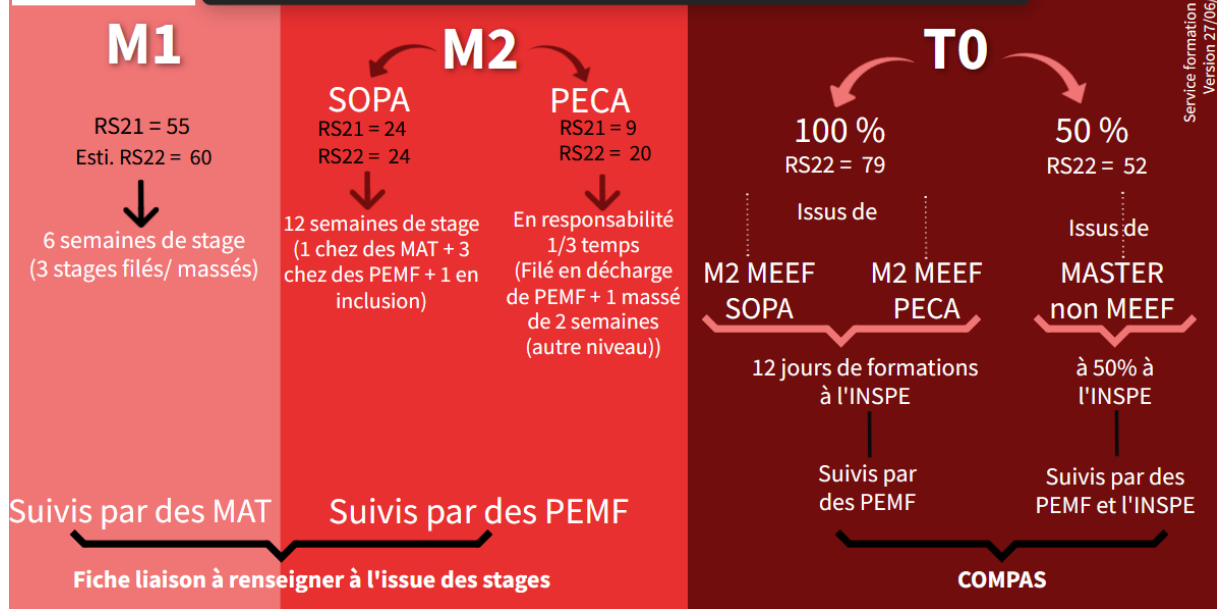 M1
RS21 = 55
Esti. RS22 = 60
6 semaines de stage
(3 stages filés/ massés)
Suivis par des MAT
M2
SOPA
RS21 = 24
RS22 = 24
12 semaines de stage
(1 chez des MAT + 3
chez des PEMF + 1 en
inclusion)
PECA
RS21 = 9
RS22 = 20
En responsabilité
1/3 temps
(Filé en décharge
de PEMF + 1 massé
de 2 semaines
(autre niveau))
Suivis par des PEMF
Fiche liaison à renseigner à l'issue des stages
T0
100 %
RS22 = 79
50 %
RS22 = 52
Issus de
M2 MEEF
SOPA
M2 MEEF
PECA
12 jours de formations
à l'INSPE
Suivis par
des PEMF
Issus de
MASTER
non MEEF
à 50% à
l'INSPE
Suivis par des
PEMF et l'INSPE
COMPAS
Service formation
Version 27/06/